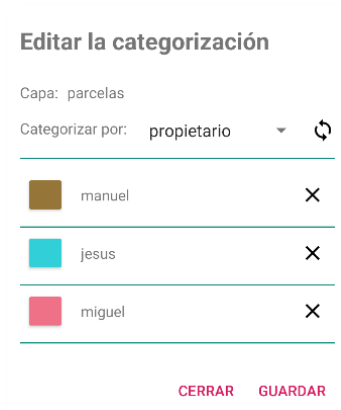 Editar la categorización
Capa: parcelas
Categorizar por: propietario
manuel
jesus
miguel
CERRAR GUARDAR